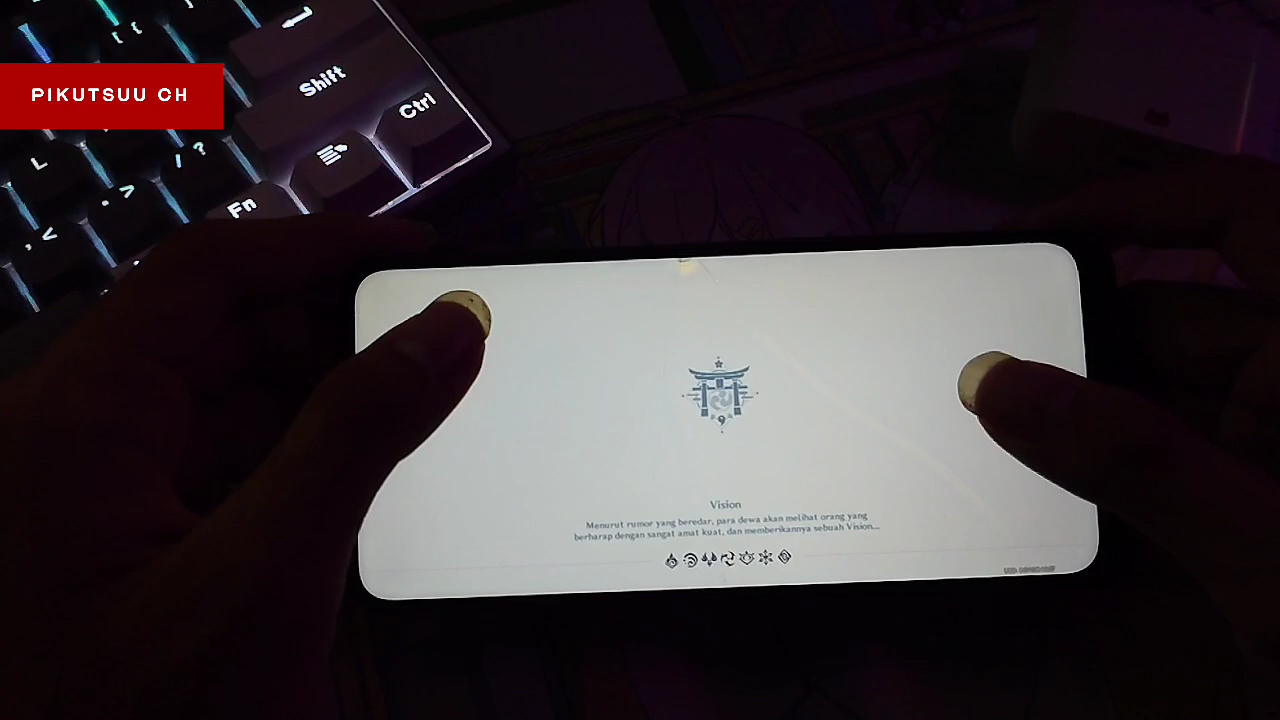 PIKUTSUU CH
Shift
Ctrl
Fn
L
/ ?
. >
, <
[ {
Vision
Menurut rumor yang beredar, para dewa akan melihat orang yang
berharap dengan sangat amat kuat, dan memberikannya sebuah Vision...